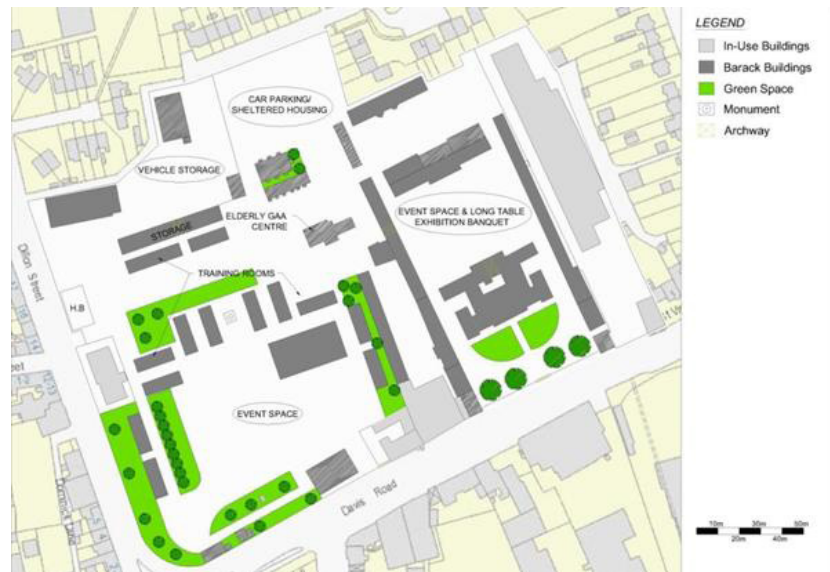 LEGEND
In-Use Buildings
Barack Buildings
Green Space
Monument
Archway
CAR PARKING/
SHELTERED HOUSING
VEHICLE STORAGE
STORAGE
ELDERLY GAA
CENTRE
EVENT SPACE & LONG TABLE
EXHIBITION BANQUET
TRAINING ROOMS
Dillon Street
H.B
EVENT SPACE
Davis Road
10m 30m 50m
20m 40m